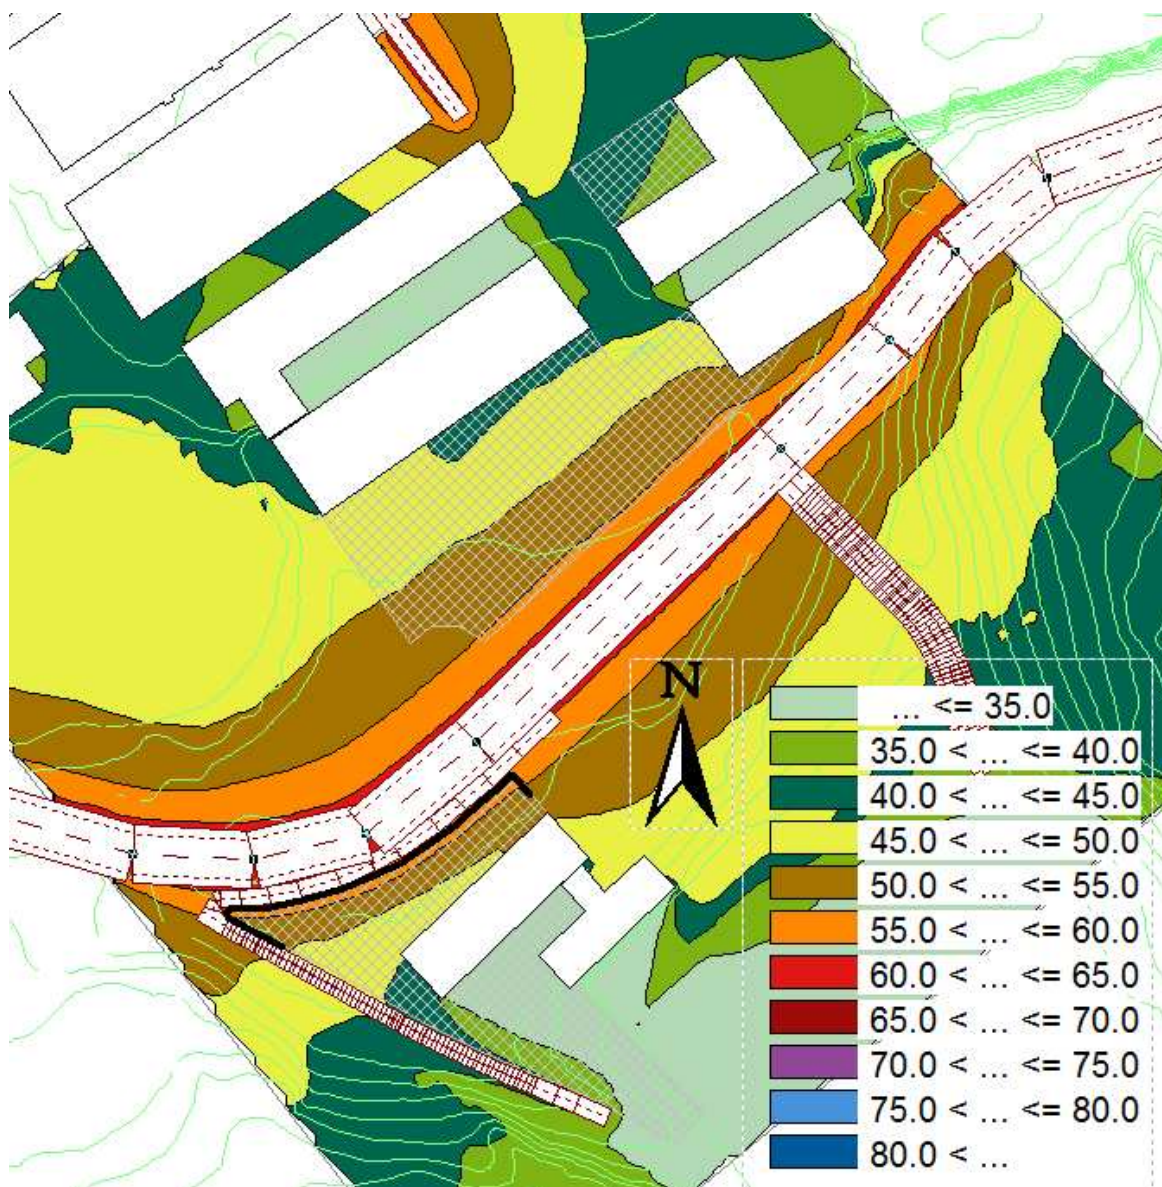 N
... <= 35.0
35.0 < ... <= 40.0
40.0 < ... <= 45.0
45.0 < ... <= 50.0
50.0 < ... <= 55.0
55.0 < ... <= 60.0
60.0 < ... <= 65.0
65.0 < ... <= 70.0
70.0 < ... <= 75.0
75.0 < ... <= 80.0
80.0 < ...